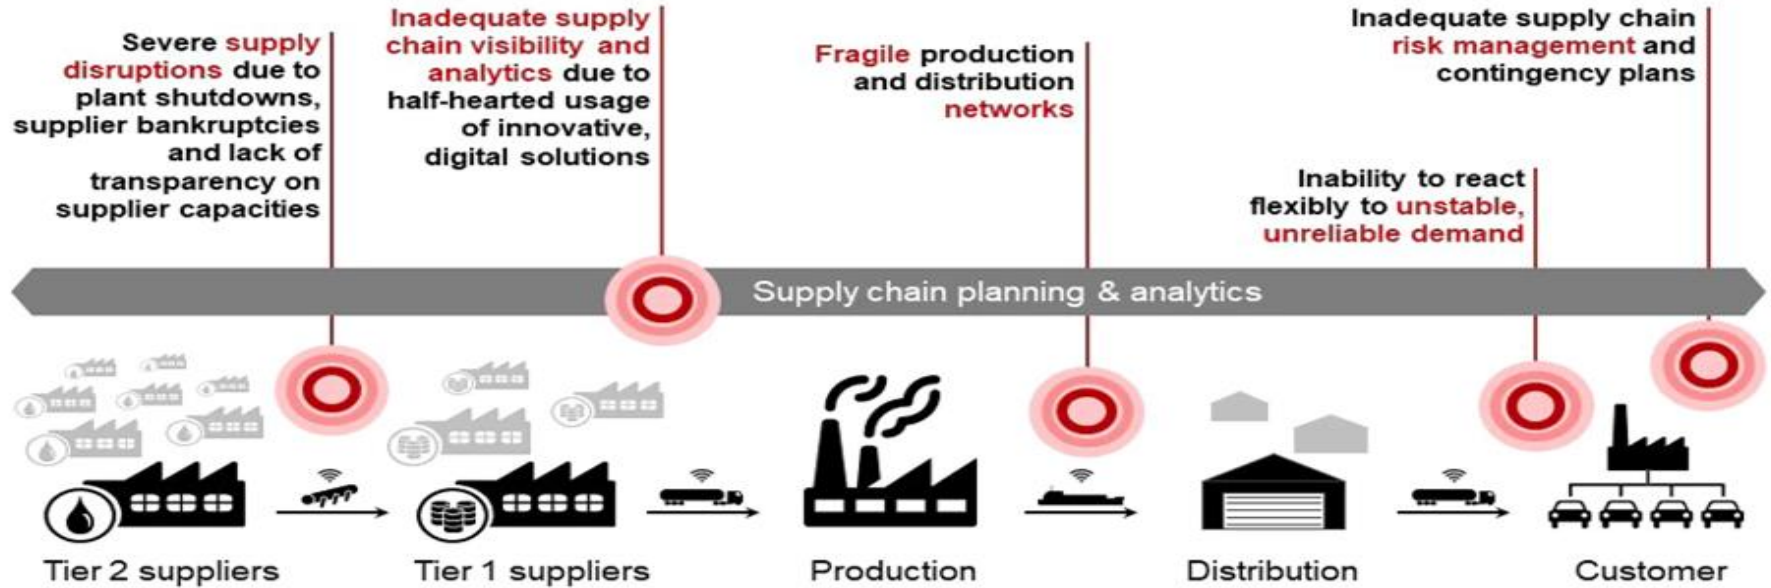 Severe supply
disruptions due to
plant shutdowns,
supplier bankruptcies
and lack of
transparency on
supplier capacities
Inadequate supply
chain visibility and
analytics due to
half-hearted usage
of innovative,
digital solutions
Fragile production
and distribution
networks
Inability to react
flexibly to unstable,
unreliable demand
Inadequate supply chain
risk management and
contingency plans
Supply chain planning & analytics
Tier 2 suppliers
Tier 1 suppliers
Production
Distribution
Customer